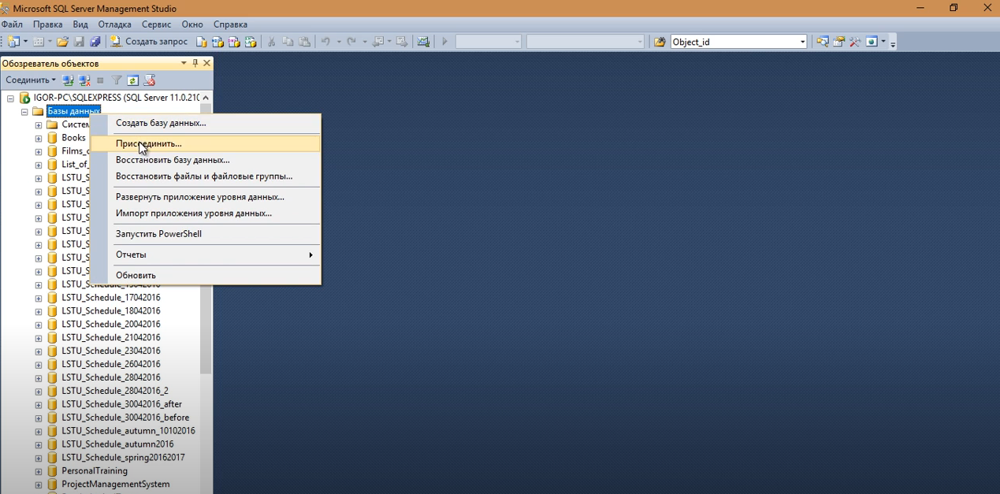 Microsoft SQL Server Management Studio
Файл Правка Вид Отладка Сервис Окно Справка
Создать запрос
Object_id
Обозреватель объектов
Соединить
IGOR-PC\SQLEXPRESS (SQL Server 11.0.210
Базы данных
Систем
Создать базу данных...
Books
Присоединить...
Films_
Восстановить базу данных...
List_of_
Восстановить файлы и файловые группы...
LSTU_S
LSTU_S
Развернуть приложение уровня данных...
LSTU_S
Импорт приложения уровня данных...
LSTU_S
LSTU_S
Запустить PowerShell
LSTU_S
LSTU_S
Отчеты
LSTU_S
Обновить
LSTU_Schedule_17042016
LSTU_Schedule_18042016
LSTU_Schedule_20042016
LSTU_Schedule_21042016
LSTU_Schedule_23042016
LSTU_Schedule_26042016
LSTU_Schedule_28042016
LSTU_Schedule_28042016_2
LSTU_Schedule_30042016_after
LSTU_Schedule_30042016_before
LSTU_Schedule_autumn_10102016
LSTU_Schedule_autumn2016
LSTU_Schedule_spring20162017
PersonalTraining
ProjectManagementSystem